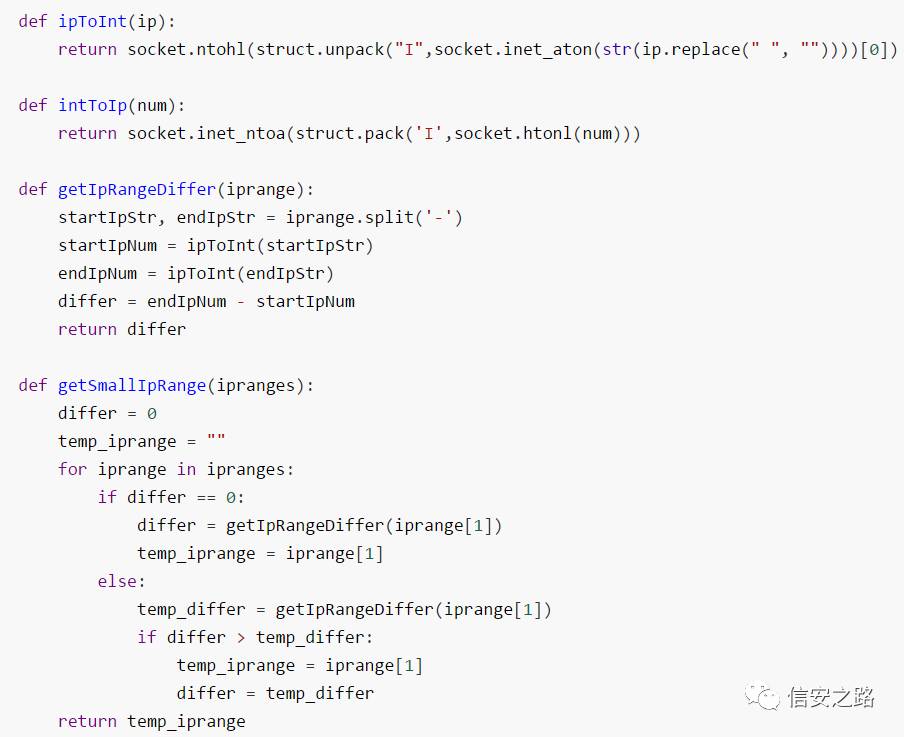 def ipToInt(ip):
    return socket.ntohl(struct.unpack("I",socket.inet_aton(str(ip.replace(" ", ""))))[0])

def intToIp(num):
    return socket.inet_ntoa(struct.pack('I',socket.htonl(num)))

def getIpRangeDiffer(iprange):
    startIpStr, endIpStr = iprange.split('-')
    startIpNum = ipToInt(startIpStr)
    endIpNum = ipToInt(endIpStr)
    differ = endIpNum - startIpNum
    return differ

def getSmallIpRange(ipranges):
    differ = 0
    temp_iprange = ""
    for iprange in ipranges:
        if differ == 0:
            differ = getIpRangeDiffer(iprange[1])
            temp_iprange = iprange[1]
        else:
            temp_differ = getIpRangeDiffer(iprange[1])
            if differ > temp_differ:
                temp_iprange = iprange[1]
                differ = temp_differ
    return temp_iprange
信安之路